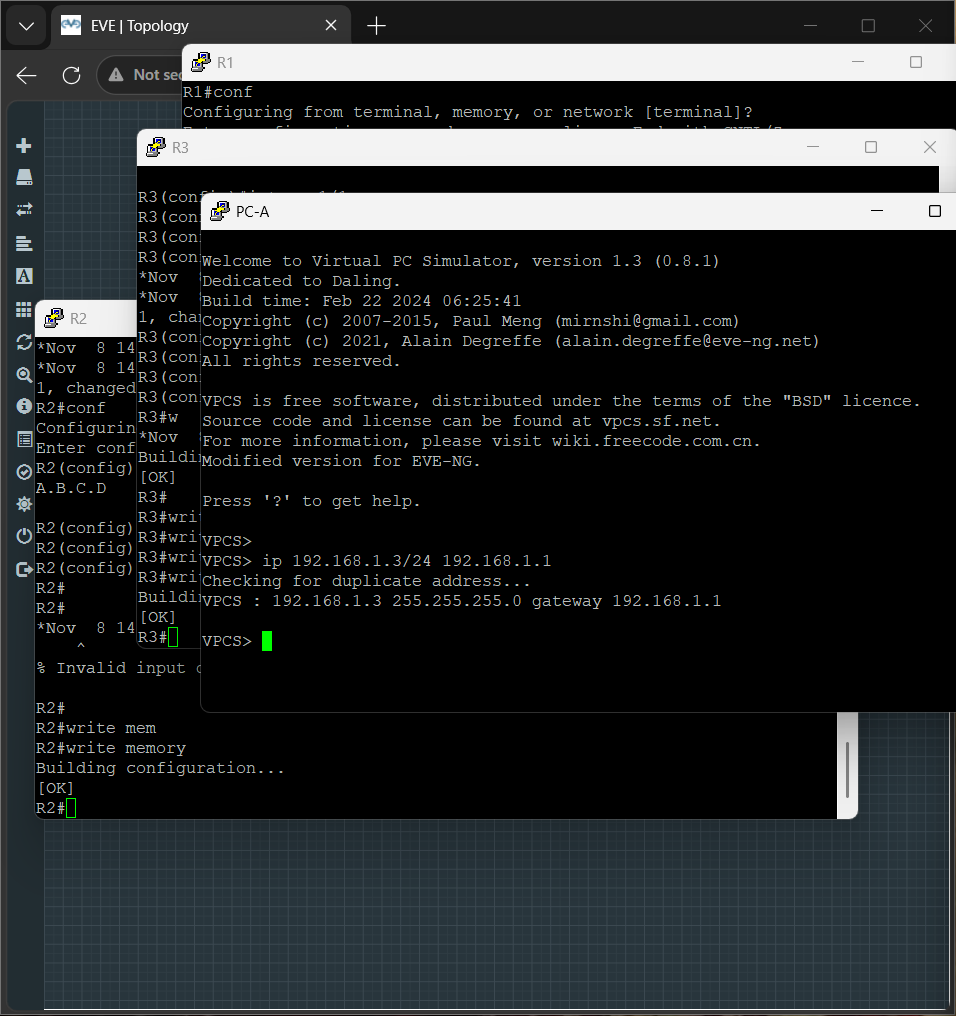 EVE | Topology
Not sec
R1
R1#conf
Configuring from terminal, memory, or network [terminal]?
R3
R3(conf
R3(conf
R3(con
R3(con
*Nov
*Nov
1, chan
R3(con
R3(con
R3(con
R3(con
R3#w
*Nov
Buildin
[OK]
R3#
R3#writ
R3#writ
R3#writ
R3#writ
Buildin
[OK]
R3#
PC-A
Welcome to Virtual PC Simulator, version 1.3 (0.8.1)
Dedicated to Daling.
Build time: Feb 22 2024 06:25:41
Copyright (c) 2007-2015, Paul Meng (mirnshi@gmail.com)
Copyright (c) 2021, Alain Degreffe (alain.degreffe@eve-ng.net)
All rights reserved.
VPCS is free software, distributed under the terms of the "BSD" licence.
Source code and license can be found at vpcs.sf.net.
For more information, please visit wiki.freecode.com.cn.
Modified version for EVE-NG.
Press '?' to get help.
VPCS>
VPCS> ip 192.168.1.3/24 192.168.1.1
Checking for duplicate address...
VPCS : 192.168.1.3 255.255.255.0 gateway 192.168.1.1
VPCS>
R2
*Nov  8 14
*Nov  8 14
1, changed
R2#conf
Configurin
Enter conf
R2(config)
A.B.C.D
R2(config)
R2(config)
R2(config)
R2#
R2#
*Nov  8 14
^
% Invalid input
R2#
R2#write mem
R2#write memory
Building configuration...
[OK]
R2#